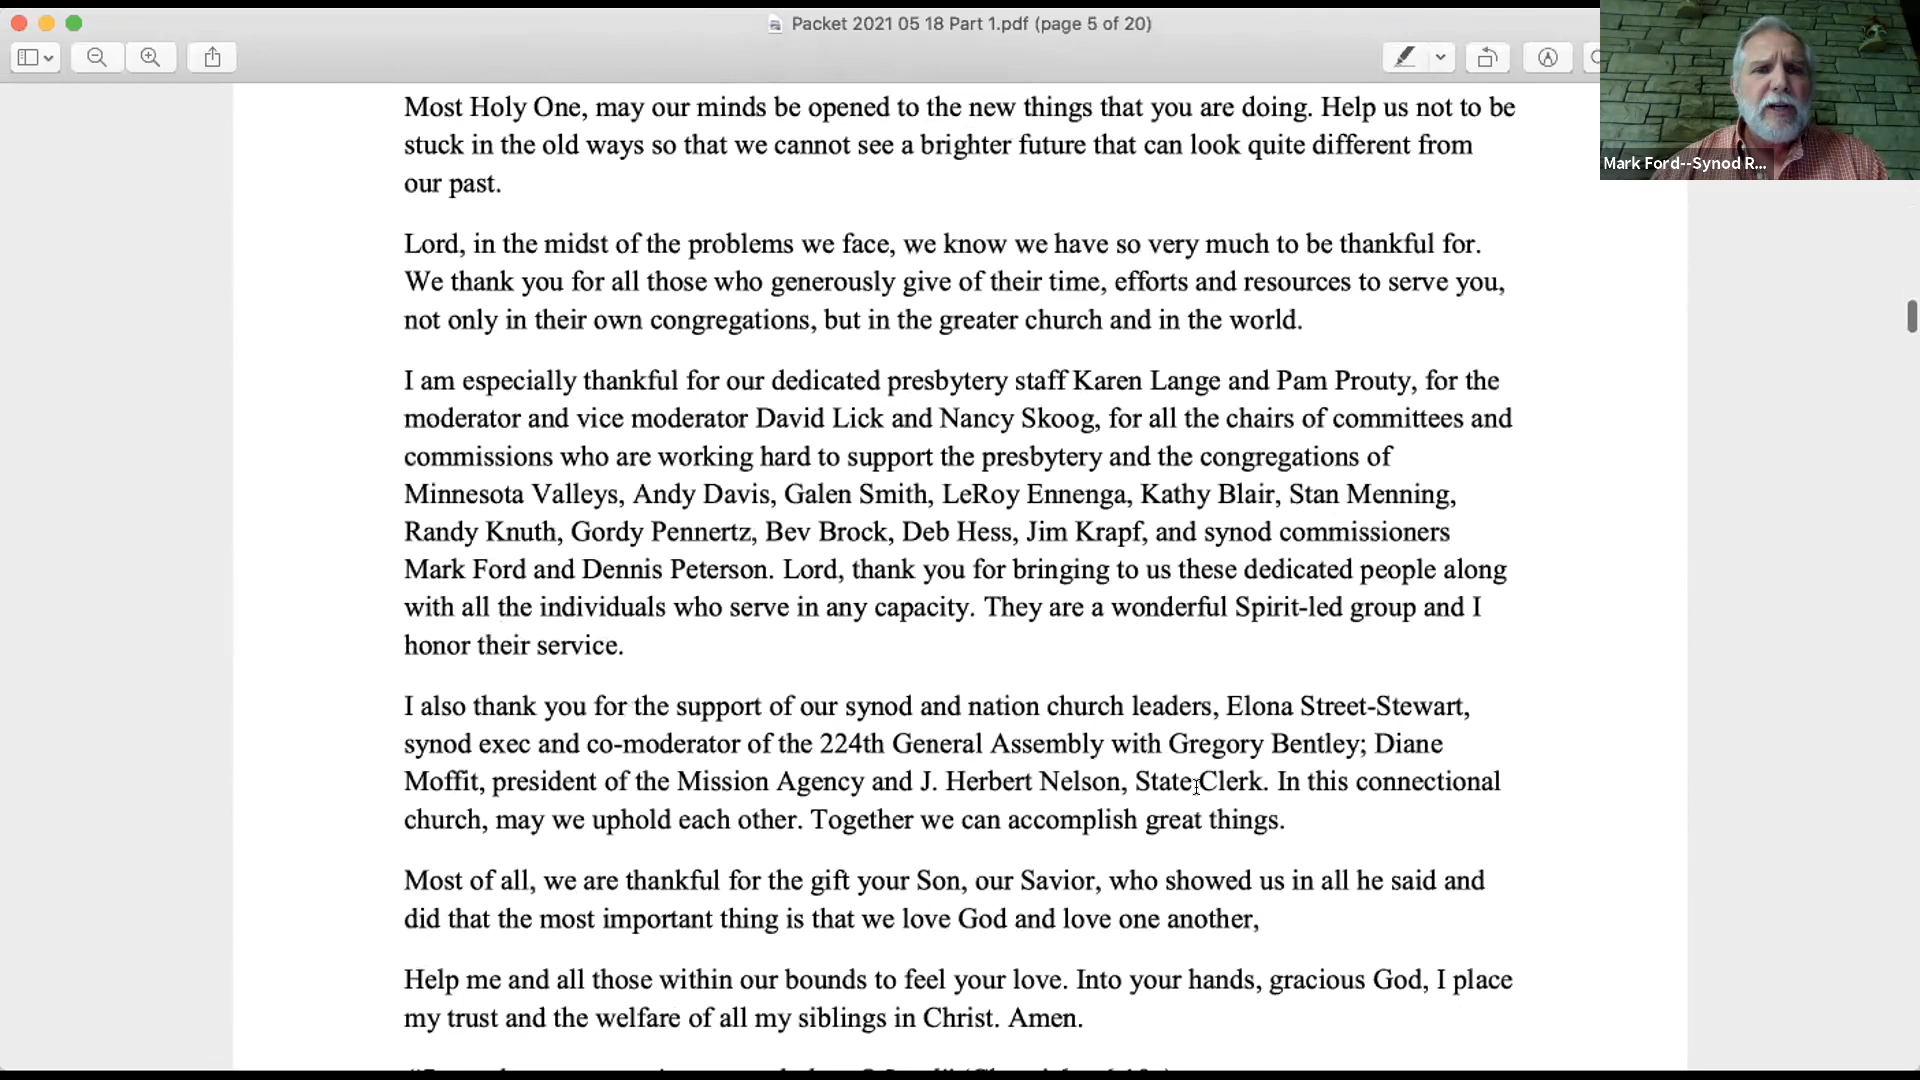 Packet 2021 05 18 Part 1.pdf (page 5 of 20)
Mark Ford--Synod R...
Most Holy One, may our minds be opened to the new things that you are doing. Help us not to be
stuck in the old ways so that we cannot see a brighter future that can look quite different from
our past.
Lord, in the midst of the problems we face, we know we have so very much to be thankful for.
We thank you for all those who generously give of their time, efforts and resources to serve you,
not only in their own congregations, but in the greater church and in the world.
I am especially thankful for our dedicated presbytery staff Karen Lange and Pam Prouty, for the
moderator and vice moderator David Lick and Nancy Skoog, for all the chairs of committees and
commissions who are working hard to support the presbytery and the congregations of
Minnesota Valleys, Andy Davis, Galen Smith, LeRoy Ennenga, Kathy Blair, Stan Menning,
Randy Knuth, Gordy Pennertz, Bev Brock, Deb Hess, Jim Krapf, and synod commissioners
Mark Ford and Dennis Peterson. Lord, thank you for bringing to us these dedicated people along
with all the individuals who serve in any capacity. They are a wonderful Spirit-led group and I
honor their service.
I also thank you for the support of our synod and nation church leaders, Elona Street-Stewart,
synod exec and co-moderator of the 224th General Assembly with Gregory Bentley; Diane
Moffit, president of the Mission Agency and J. Herbert Nelson, State Clerk. In this connectional
church, may we uphold each other. Together we can accomplish great things.
Most of all, we are thankful for the gift your Son, our Savior, who showed us in all he said and
did that the most important thing is that we love God and love one another,
Help me and all those within our bounds to feel your love. Into your hands, gracious God, I place
my trust and the welfare of all my siblings in Christ. Amen.